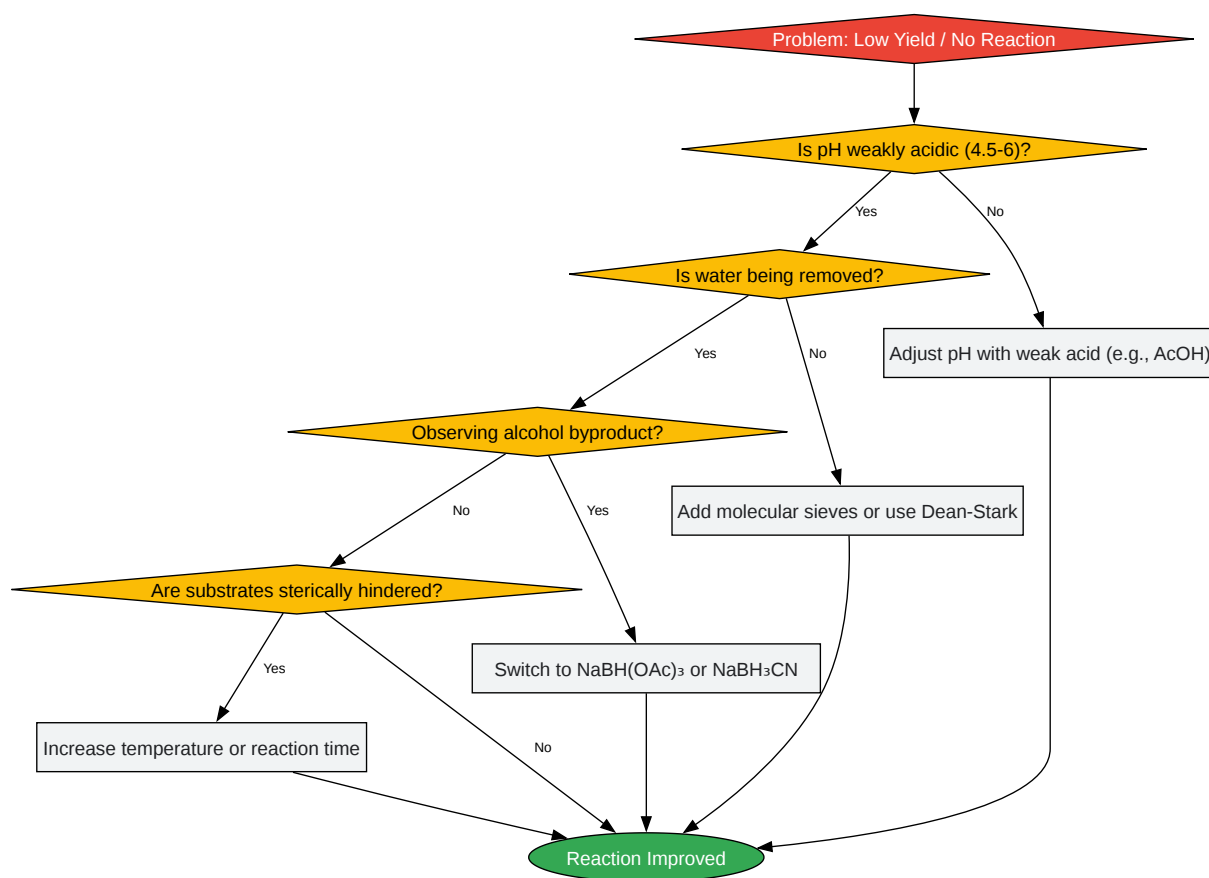 Problem: Low Yield / No Reaction
Is pH weakly acidic (4.5-6)?
Yes
No
Is water being removed?
Adjust pH with weak acid (e.g., AcOH)
Yes
No
Observing alcohol byproduct?
Add molecular sieves or use Dean-Stark
No
Yes
Are substrates sterically hindered?
Switch to NaBH(OAc)₃ or NaBH₃CN
Yes
Increase temperature or reaction time
No
Reaction Improved